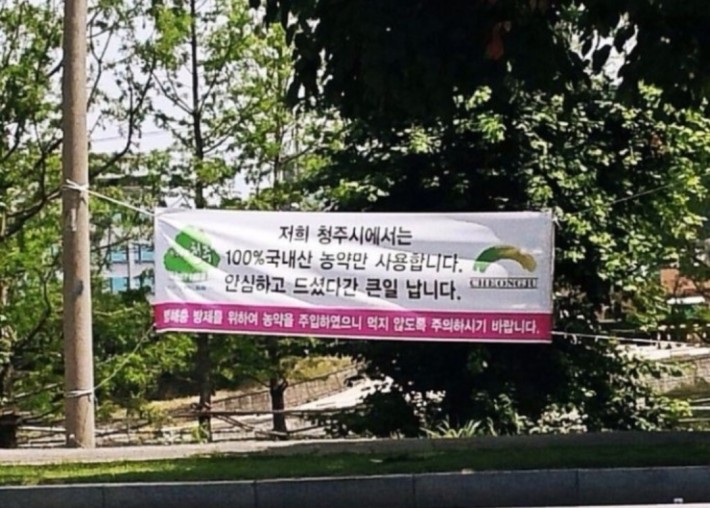 저희 청주시에서는
100%국내산 농약만 사용합니다.
안심하고 드셨다간 큰일 납니다.
병해충 방제를 위하여 농약을 주입하였으니 먹지 않도록 주의하시기 바랍니다.
CHEONGJU